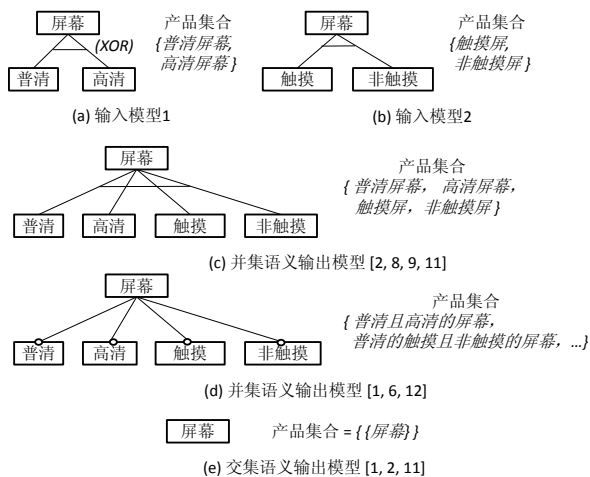 屏幕
(XOR)
普清
高清
产品集合
{普清屏幕,
高清屏幕}
(a) 输入模型1
屏幕
触摸
非触摸
产品集合
{触摸屏,
非触摸屏}
(b) 输入模型2
屏幕
普清
高清
触摸
非触摸
产品集合
{ 普清屏幕， 高清屏幕，
触摸屏，非触摸屏}
(c) 并集语义输出模型 [2, 8, 9, 11]
屏幕
普清
高清
触摸
非触摸
产品集合
{ 普清且高清的屏幕，
普清的触摸且非触摸的屏幕，...}
(d) 并集语义输出模型 [1, 6, 12]
屏幕
产品集合 = { {屏幕} }
(e) 交集语义输出模型 [1, 2, 11]